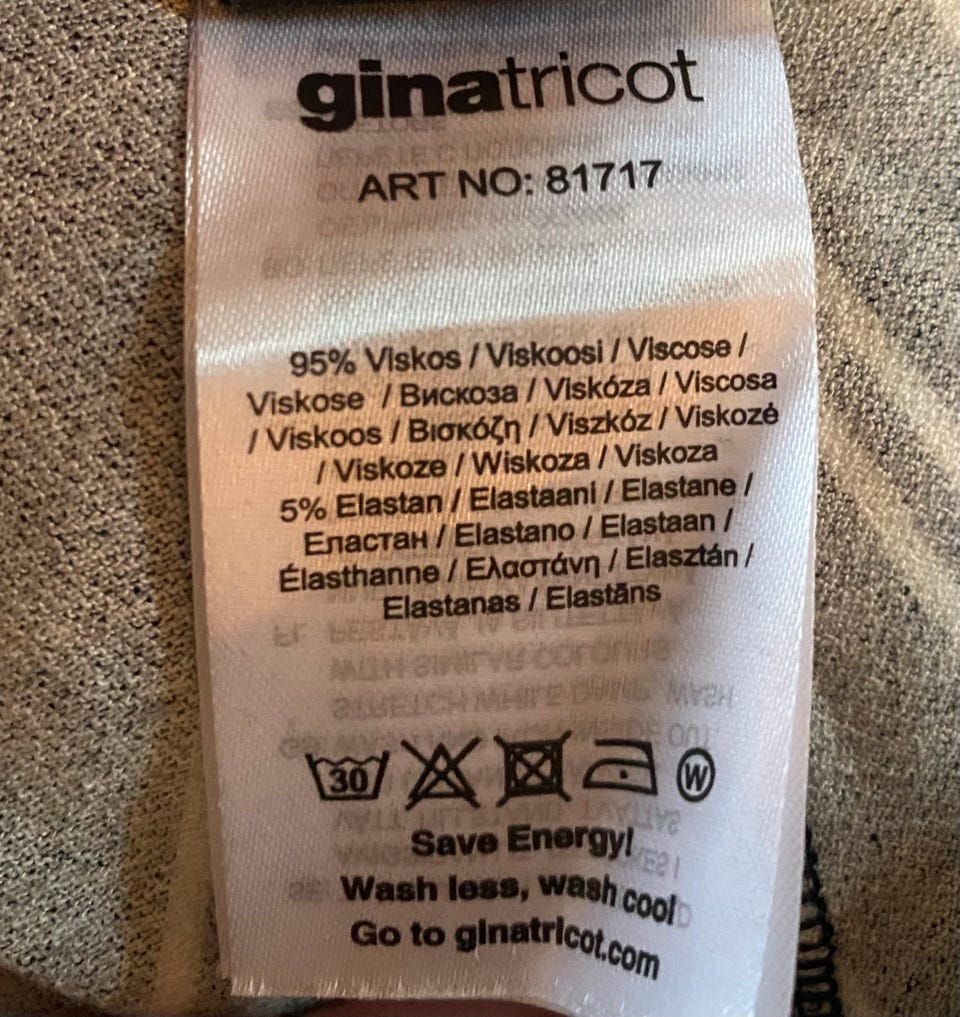 ginatricot
ART NO: 81717
95% Viskos / Viskoosi / Viscose /
Viskose / Вискоза / Viskóza / Viscosa
/ Viskoos / Βισκόζη / Viszkóz / Viskozė
/ Viskoze / Wiskoza / Viskoza
5% Elastan / Elastaani / Elastane /
Еластан / Elastano / Elastaan /
Élasthanne / Ελαστάνη / Elasztán /
Elastanas / Elastāns
30 W
Save Energy!
Wash less, wash cool
Go to ginatricot.com